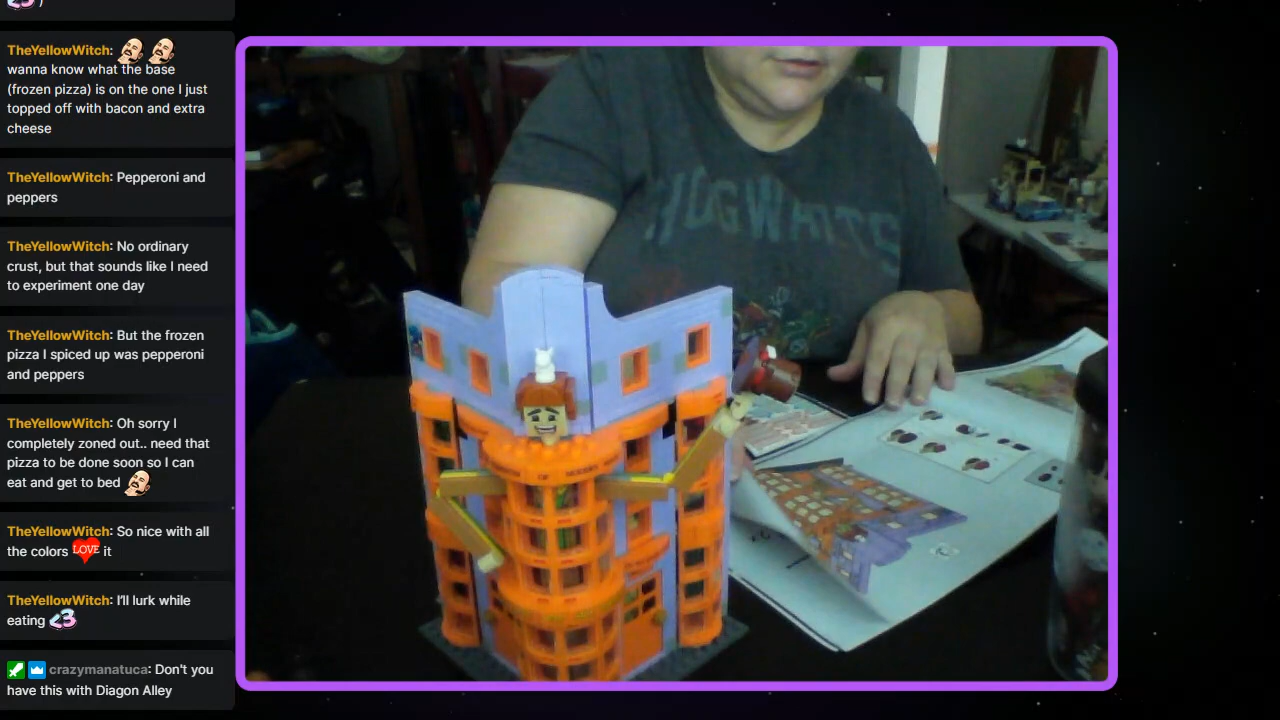 TheYellowWitch:
wanna know what the base
(frozen pizza) is on the one I just
topped off with bacon and extra
cheese
TheYellowWitch: Pepperoni and
peppers
TheYellowWitch: No ordinary
crust, but that sounds like I need
to experiment one day
TheYellowWitch: But the frozen
pizza I spiced up was pepperoni
and peppers
TheYellowWitch: Oh sorry I
completely zoned out.. need that
pizza to be done soon so I can
eat and get to bed
TheYellowWitch: So nice with all
the colors LOVE it
TheYellowWitch: I'll lurk while
eating <3
crazymanatuca: Don't you
have this with Diagon Alley
HOGWARTS